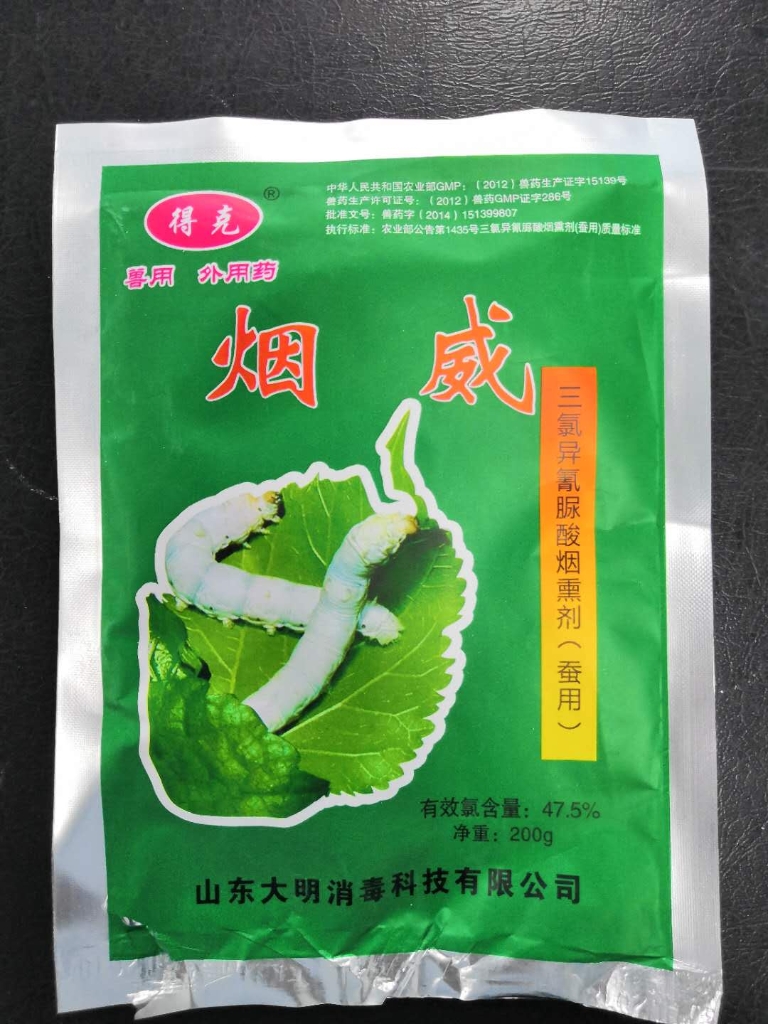 中华人民共和国农业部GMP：（2012）兽药生产证字15139号
兽药生产许可证号：（2012）兽药GMP证字286号
批准文号：兽药字（2014）151399807
执行标准：农业部公告第1435号三氯异氰脲酸烟熏剂(蚕用)质量标准
得克
®
兽用 外用药
烟 威
三氯异氰脲酸烟熏剂（蚕用）
有效氯含量：47.5%
净重：200g
山东大明消毒科技有限公司